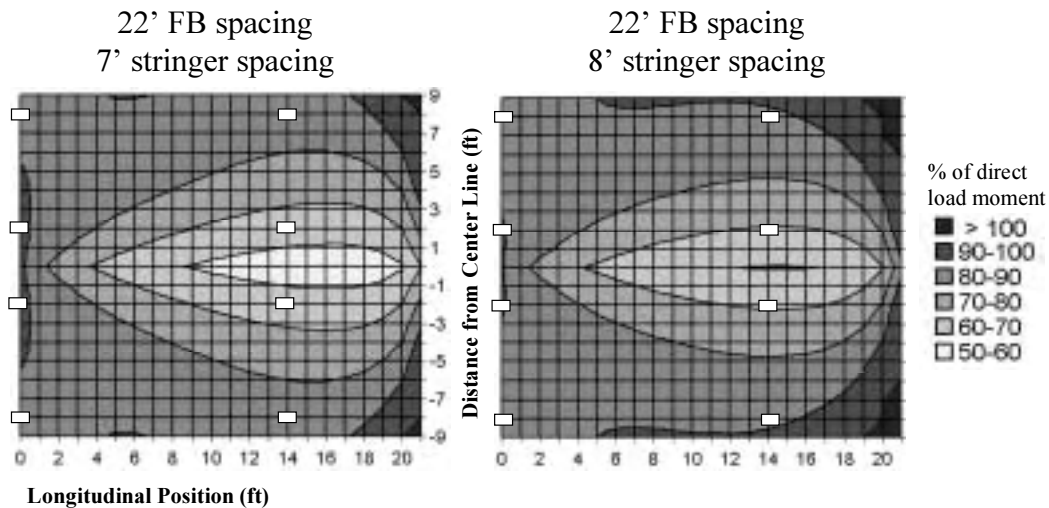 22’ FB spacing
7’ stringer spacing
22’ FB spacing
8’ stringer spacing
9
7
5
3
1
-1
-3
-5
-7
-9
0 2 4 6 8 10 12 14 16 18 20
Longitudinal Position (ft)
Distance from Center Line (ft)
0 2 4 6 8 10 12 14 16 18 20
% of direct
load moment
> 100
90-100
80-90
70-80
60-70
50-60